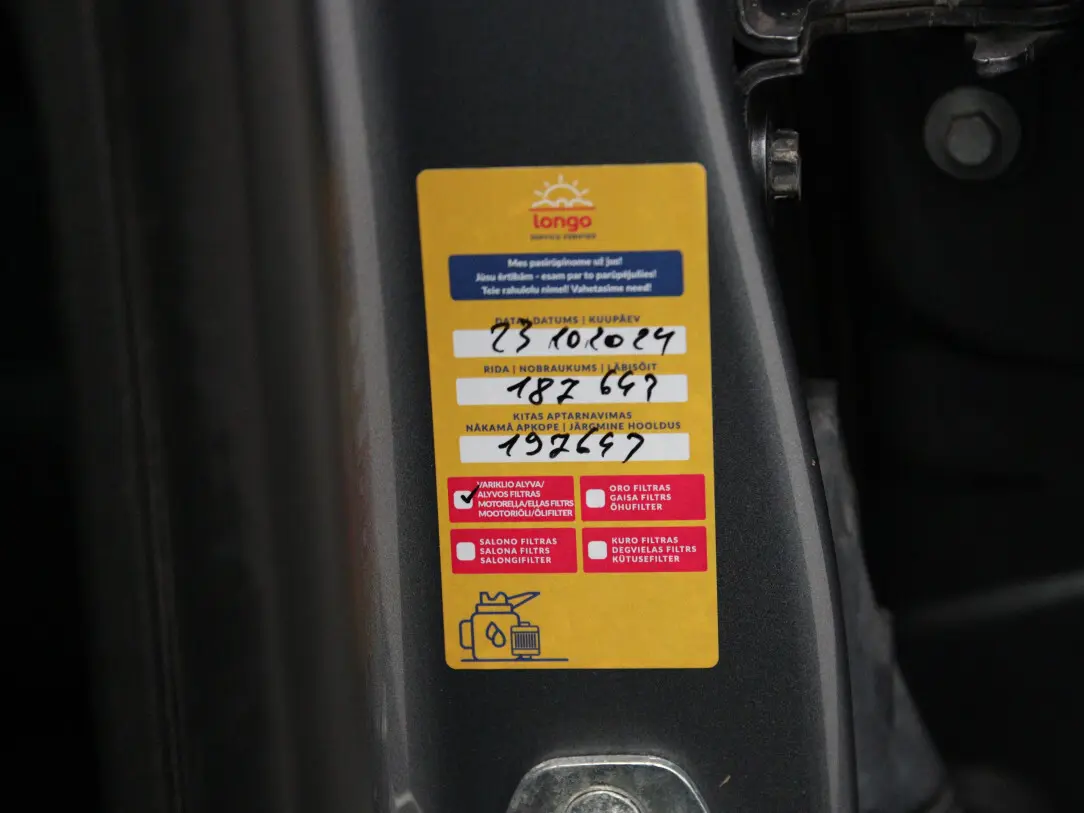 longo
Mes pasirūpinome už jus!
Jūsu ērtībām - esam par to parūpējušies!
Teie rahulolu nimel! Vahetasime need!
DATA | DATUMS | KUUPÄEV
23 10 2024
RIDA | NOBRAUKUMS | LÄBISÕIT
187 647
KITAS APTARNAVIMAS
NĀKAMĀ APKOPE | JÄRGMINE HOOLDUS
197647
VARIKLIO ALYVA/
ALYVOS FILTRAS
MOTOREĻĻA/EĻĻAS FILTRS
MOOTORIÕLI/ÕLIFILTER
ORO FILTRAS
GAISA FILTRS
ÕHUFILTER
SALONO FILTRAS
SALONA FILTRS
SALONGIFILTER
KURO FILTRAS
DEGVIELAS FILTRS
KÜTUSEFILTER